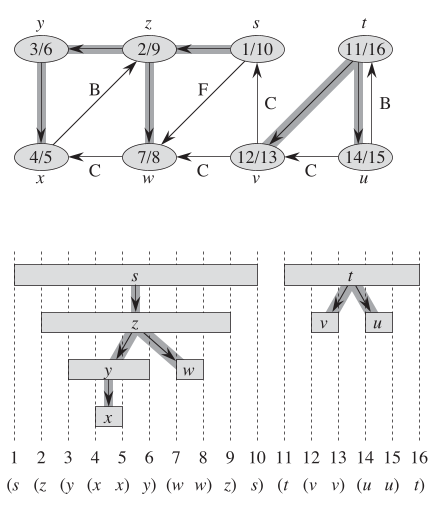 y z s t
3/6 2/9 1/10 11/16
B F C B
4/5 7/8 12/13 14/15
x C w C v C u
s t
z v u
y w
x
1 2 3 4 5 6 7 8 9 10 11 12 13 14 15 16
(s (z (y (x x) y) (w w) z) s) (t (v v) (u u) t)